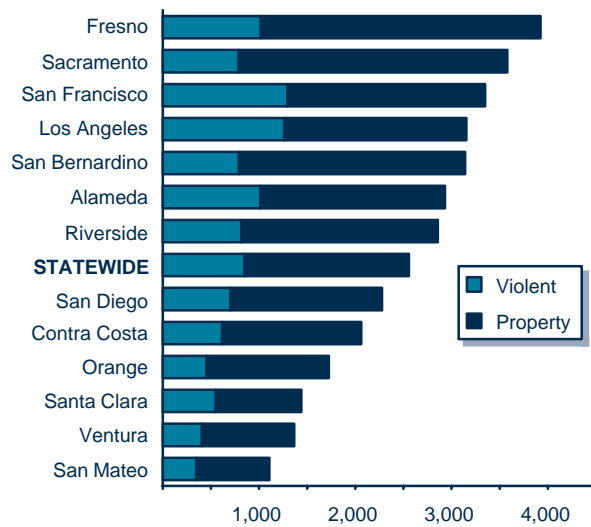 Fresno
Sacramento
San Francisco
Los Angeles
San Bernardino
Alameda
Riverside
STATEWIDE
San Diego
Contra Costa
Orange
Santa Clara
Ventura
San Mateo
Violent
Property
1,000 2,000 3,000 4,000